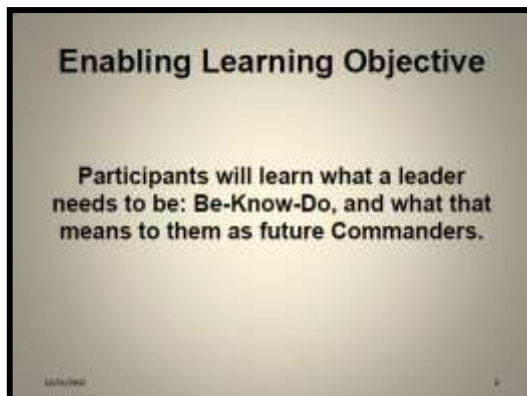 Enabling Learning Objective
Participants will learn what a leader
needs to be: Be-Know-Do, and what that
means to them as future Commanders.